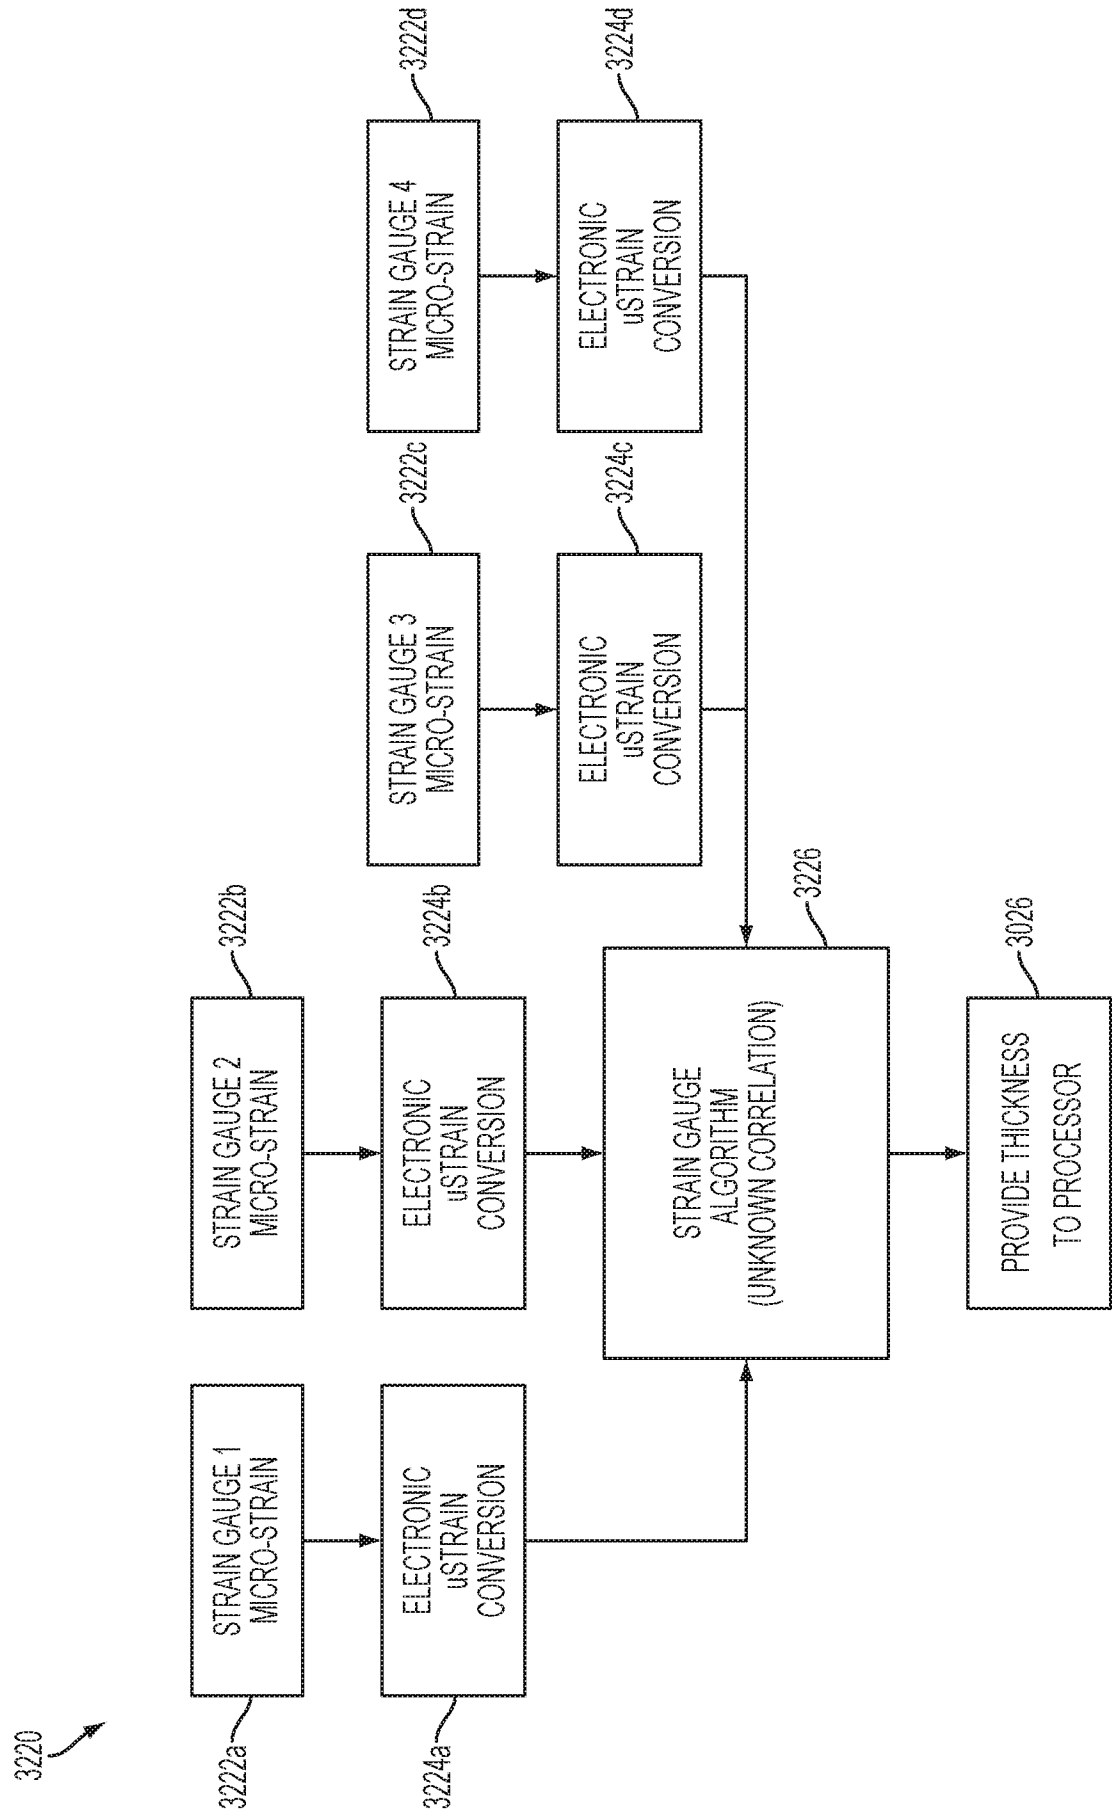 3220
3222a
STRAIN GAUGE 1
MICRO-STRAIN
3222b
STRAIN GAUGE 2
MICRO-STRAIN
3222c
STRAIN GAUGE 3
MICRO-STRAIN
3222d
STRAIN GAUGE 4
MICRO-STRAIN
3224a
ELECTRONIC
uSTRAIN
CONVERSION
3224b
ELECTRONIC
uSTRAIN
CONVERSION
3224c
ELECTRONIC
uSTRAIN
CONVERSION
3224d
ELECTRONIC
uSTRAIN
CONVERSION
3226
STRAIN GAUGE
ALGORITHM
(UNKNOWN CORRELATION)
3026
PROVIDE THICKNESS
TO PROCESSOR